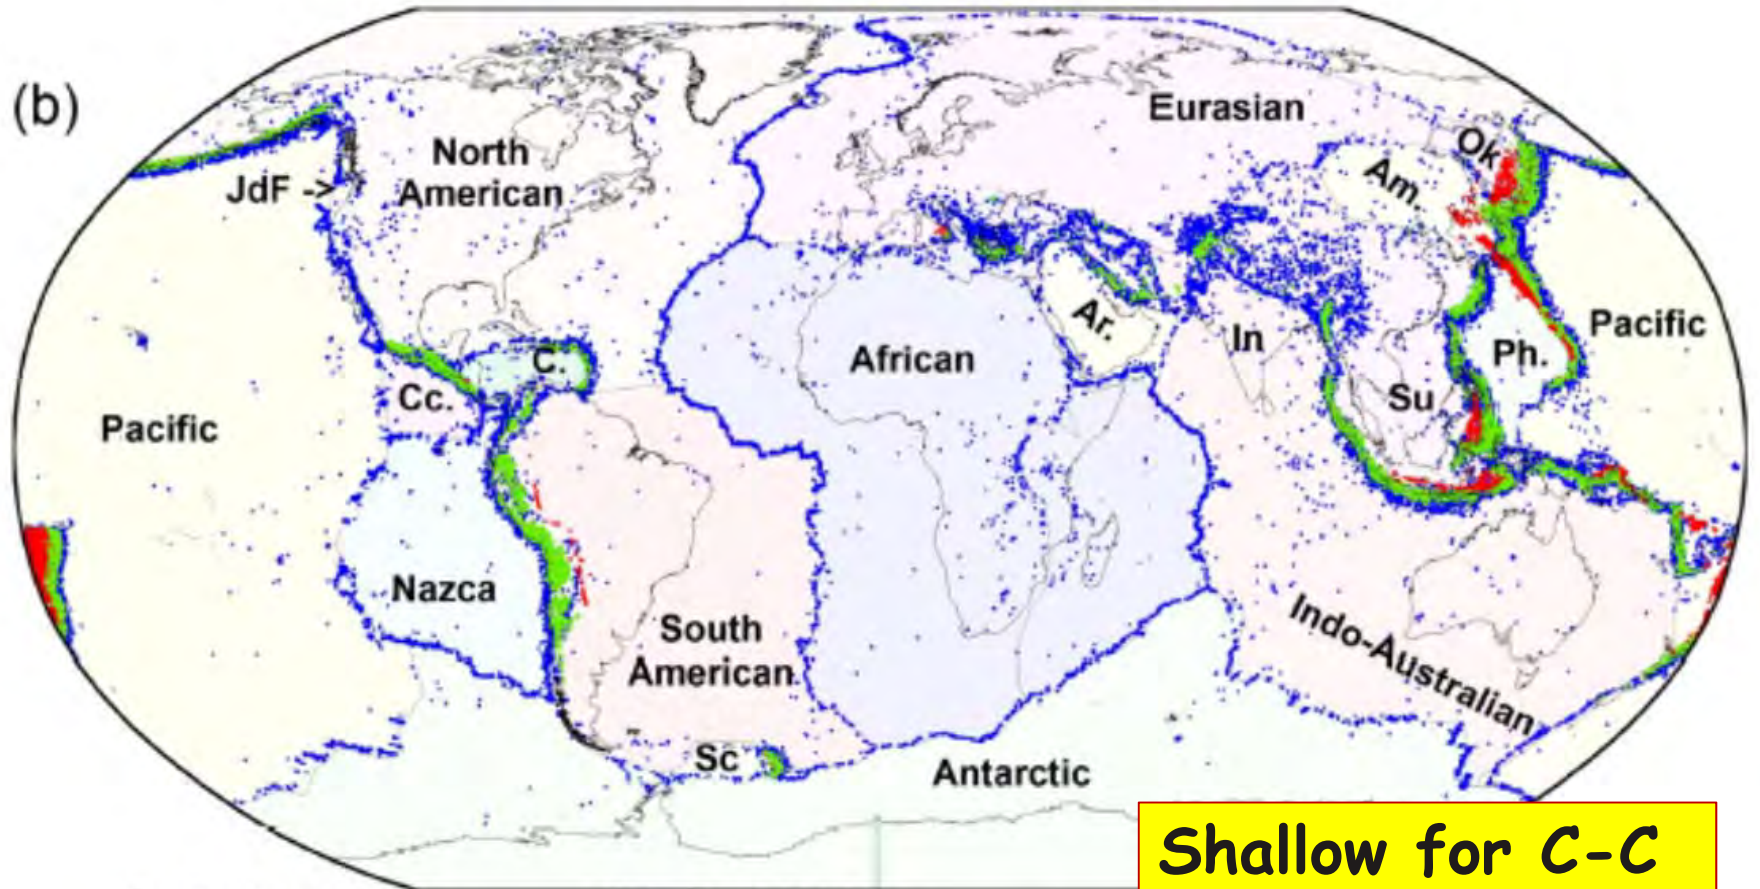 (b)
Eurasian
North
American
JdF ->
Ok
Am.
Pacific
Ar.
In
African
C.
Ph.
Cc.
Su
Pacific
Nazca
South
American
Indo-Australian
Sc
Antarctic
Shallow for C-C